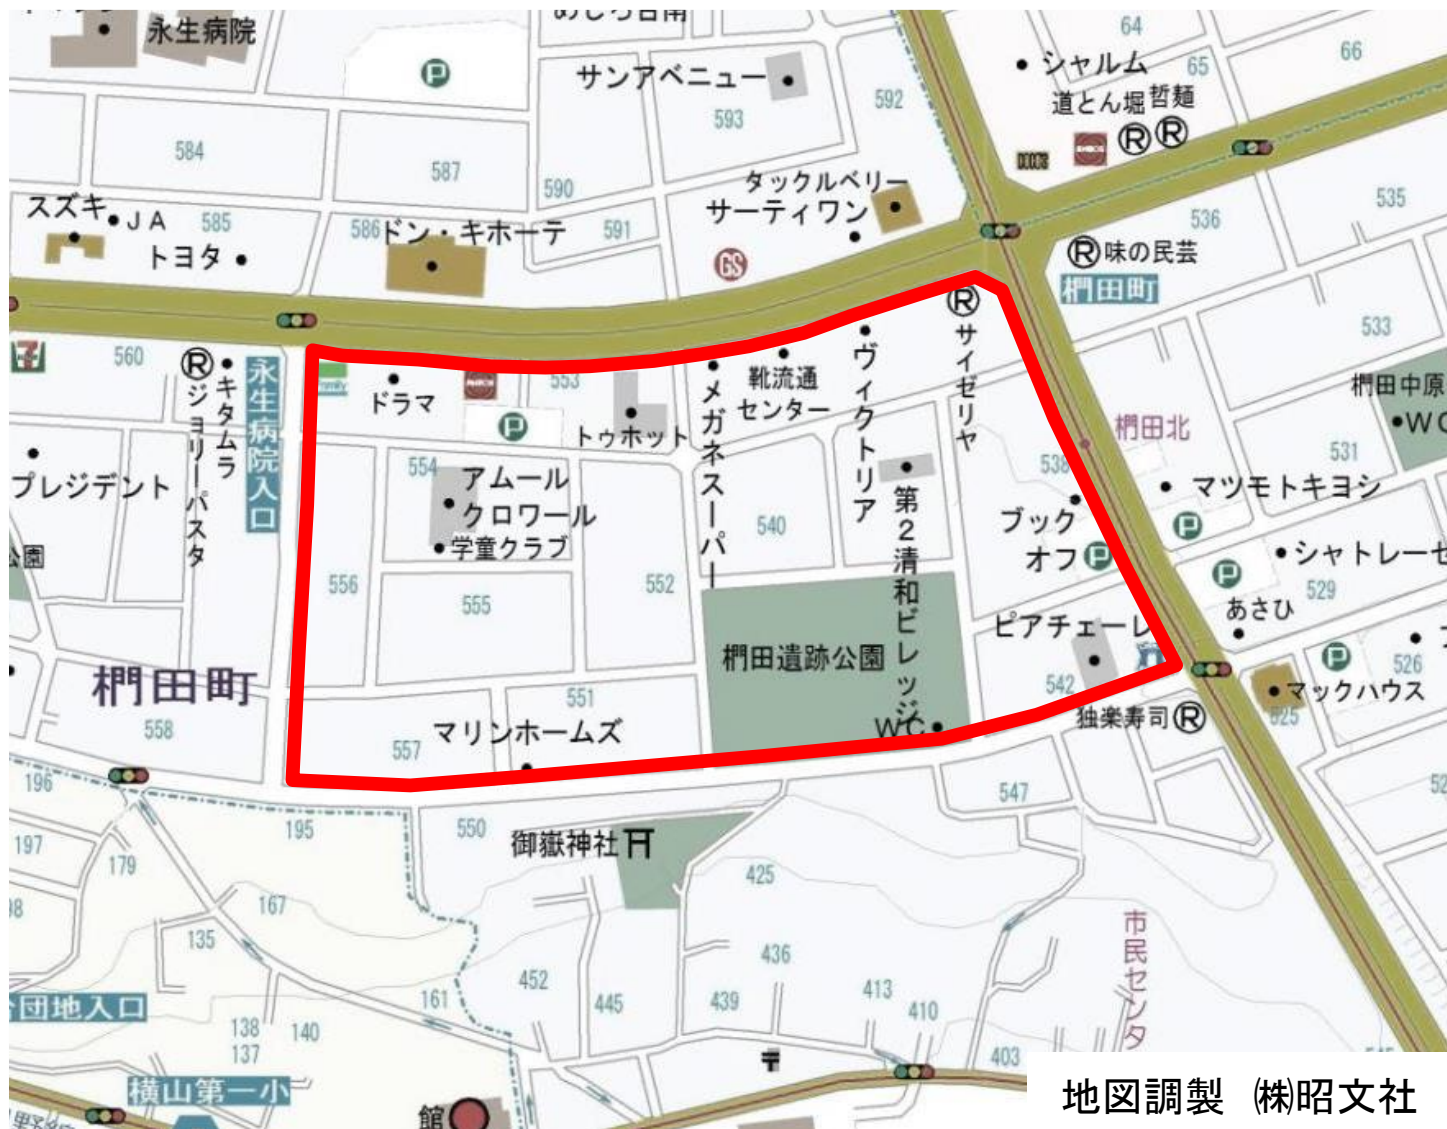 永生病院
サンアベニュー
シャルム
64
65
66
道とん堀
哲麺
592
593
584
587
590
タックルベリー
サーティワン
535
536
スズキ
JA
585
586
ドン・キホーテ
591
トヨタ
GS
味の民芸
椚田町
560
キタムラ
ジョリーパスタ
永生病院入口
ドラマ
553
トゥホット
メガネスーパー
靴流通
センター
ヴィクトリア
サイゼリヤ
533
椚田中原
WC
椚田北
531
プレジデント
554
アムール
クロワール
学童クラブ
540
第2清和ビレッジ
538
ブック
オフ
マツモトキヨシ
シャトレーゼ
公園
556
555
552
529
あさひ
椚田遺跡公園
ピアチェーレ
526
椚田町
551
542
マックハウス
525
558
557
マリンホームズ
WC
独楽寿司
196
195
550
547
御嶽神社
197
179
425
167
135
市民センタ
436
452
445
439
413
410
161
団地入口
138
140
137
403
横山第一小
館
地図調製 ㈱昭文社